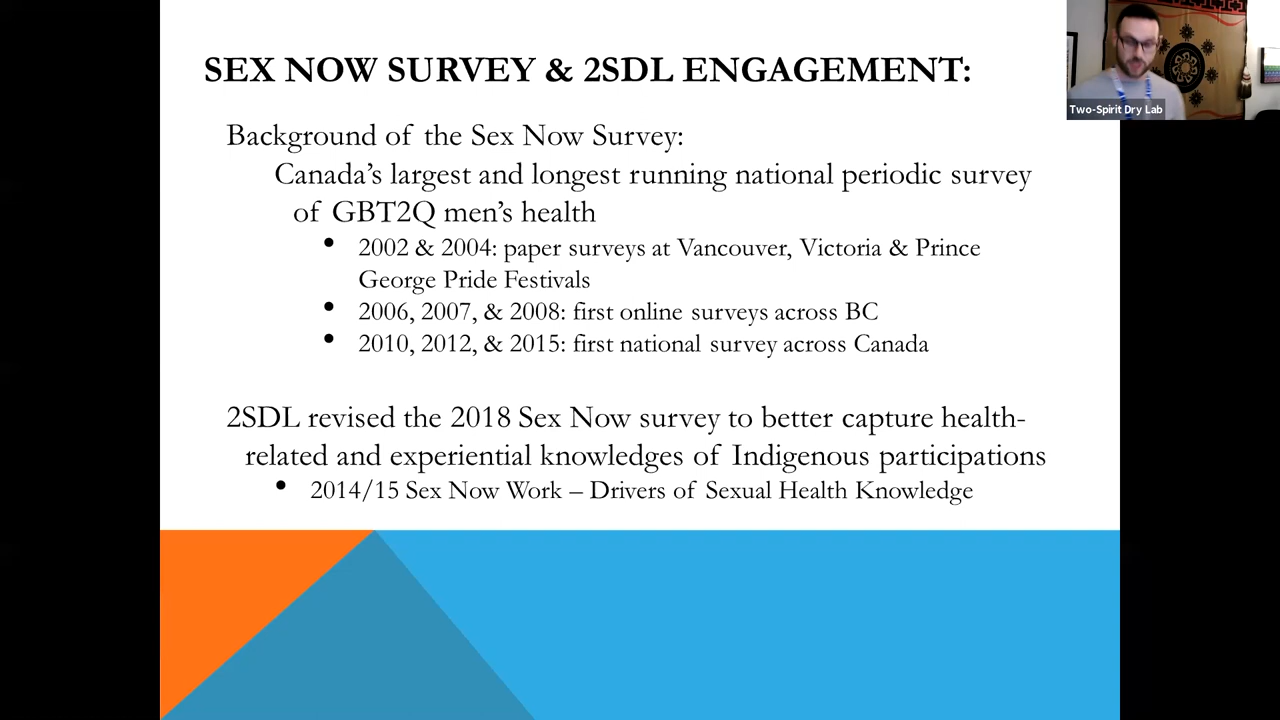 SEX NOW SURVEY & 2SDL ENGAGEMENT:
Background of the Sex Now Survey:
Canada’s largest and longest running national periodic survey
of GBT2Q men’s health
• 2002 & 2004: paper surveys at Vancouver, Victoria & Prince
George Pride Festivals
• 2006, 2007, & 2008: first online surveys across BC
• 2010, 2012, & 2015: first national survey across Canada
2SDL revised the 2018 Sex Now survey to better capture health-
related and experiential knowledges of Indigenous participations
• 2014/15 Sex Now Work – Drivers of Sexual Health Knowledge
Two-Spirit Dry Lab